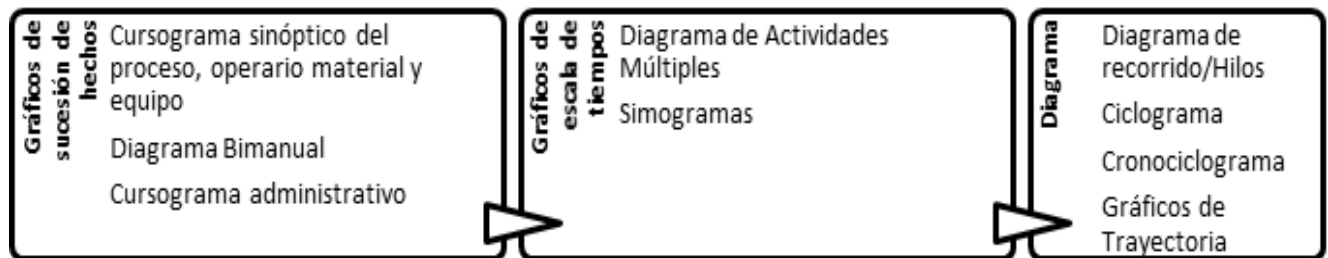 Gráficos de
sucesión de
hechos
Cursograma sinóptico del
proceso, operario material y
equipo
Diagrama Bimanual
Cursograma administrativo
Gráficos de
escala de
tiempos
Diagrama de Actividades
Múltiples
Simogramas
Diagrama
Diagrama de
recorrido/Hilos
Ciclograma
Cronociclograma
Gráficos de
Trayectoria